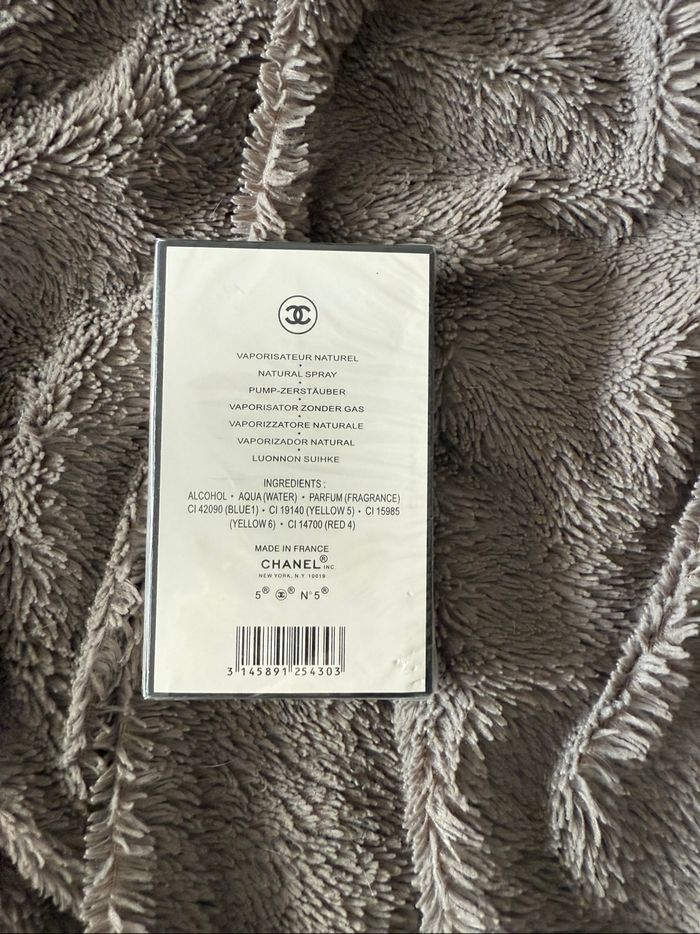 VAPORISATEUR NATUREL
•
NATURAL SPRAY
•
PUMP-ZERSTÄUBER
•
VAPORISATOR ZONDER GAS
•
VAPORIZZATORE NATURALE
•
VAPORIZADOR NATURAL
•
LUONNON SUIHKE
INGREDIENTS :
ALCOHOL • AQUA (WATER) • PARFUM (FRAGRANCE)
CI 42090 (BLUE1) • CI 19140 (YELLOW 5) • CI 15985
(YELLOW 6) • CI 14700 (RED 4)
MADE IN FRANCE
CHANEL® INC.
NEW YORK, N.Y. 10019
5® ® N°5®
3 145891 254303